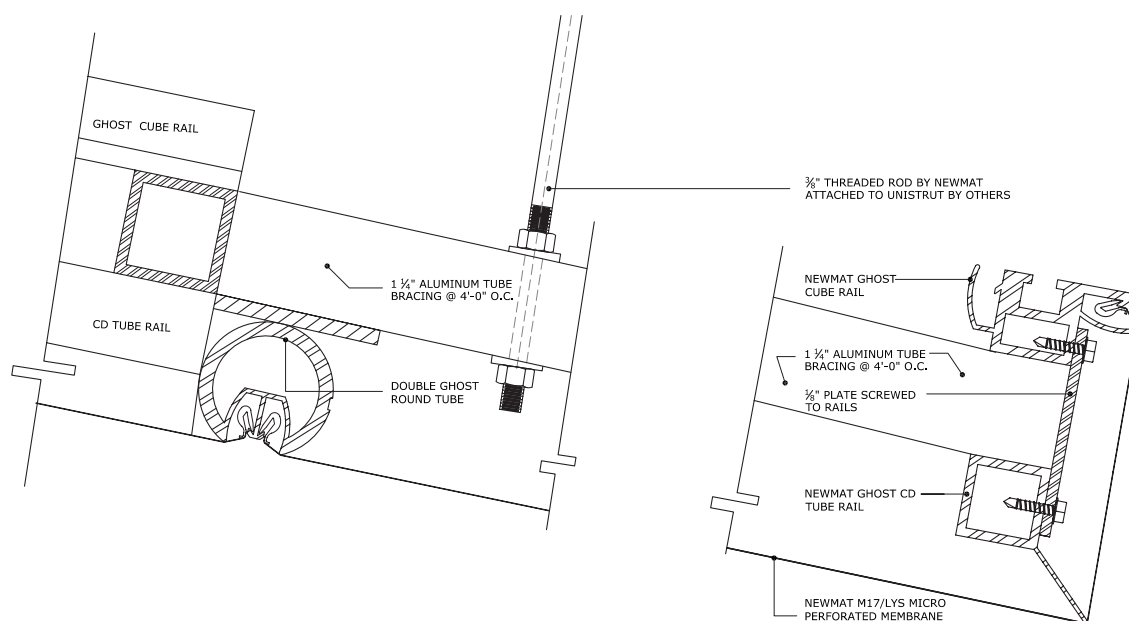 GHOST CUBE RAIL
⅜" THREADED ROD BY NEWMAT
ATTACHED TO UNISTRUT BY OTHERS
1 ¼" ALUMINUM TUBE
BRACING @ 4'-0" O.C.
CD TUBE RAIL
DOUBLE GHOST
ROUND TUBE
NEWMAT GHOST
CUBE RAIL
1 ¼" ALUMINUM TUBE
BRACING @ 4'-0" O.C.
⅛" PLATE SCREWED
TO RAILS
NEWMAT GHOST CD
TUBE RAIL
NEWMAT M17/LYS MICRO
PERFORATED MEMBRANE